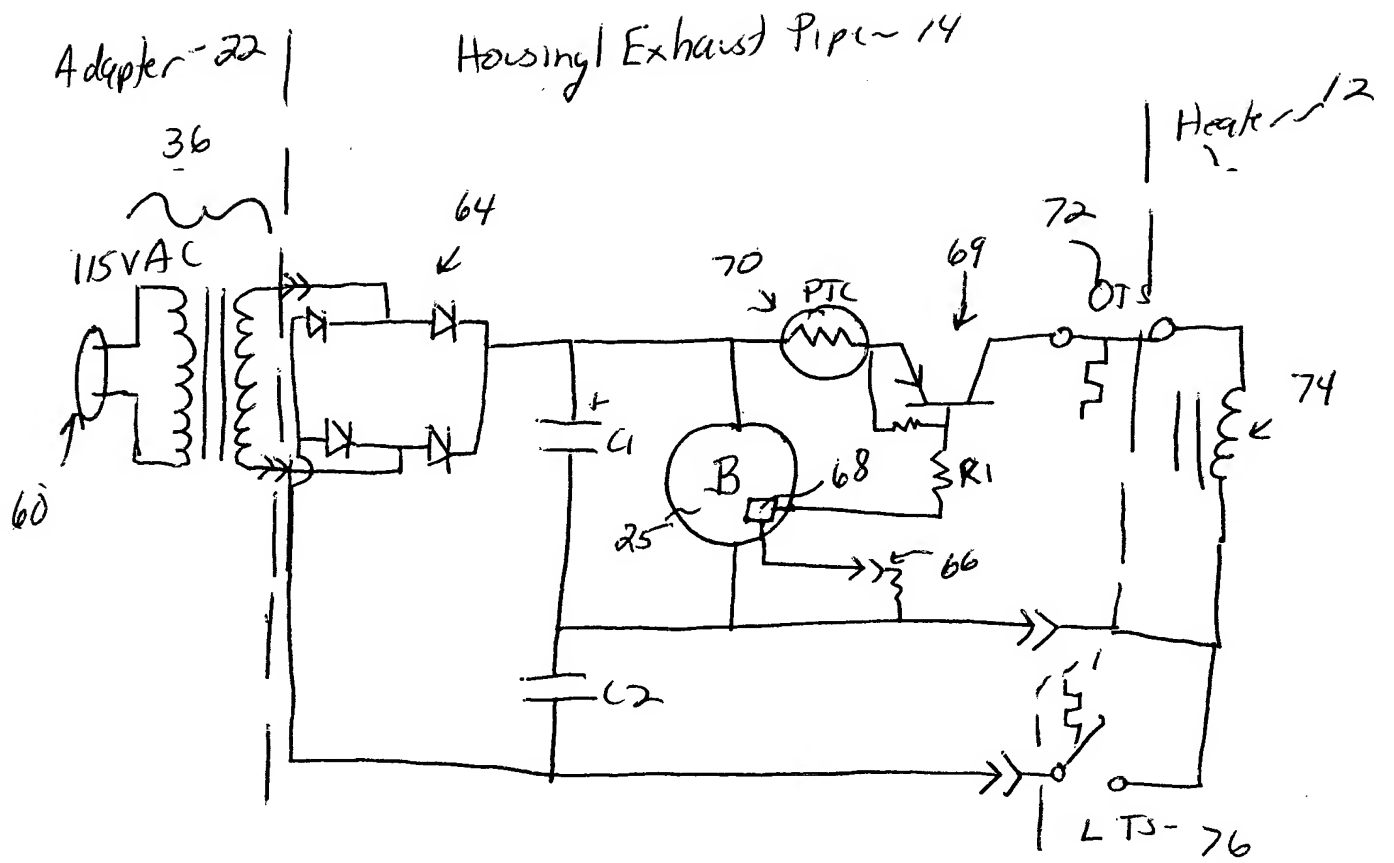 Adapter - 22
Housing/ Exhaust Pipe ~ 14
Heater ~ 12
36
64
72
115VAC
70
PTC
69
OTS
74
+
C1
B
68
R1
60
25
66
C2
LTS - 76